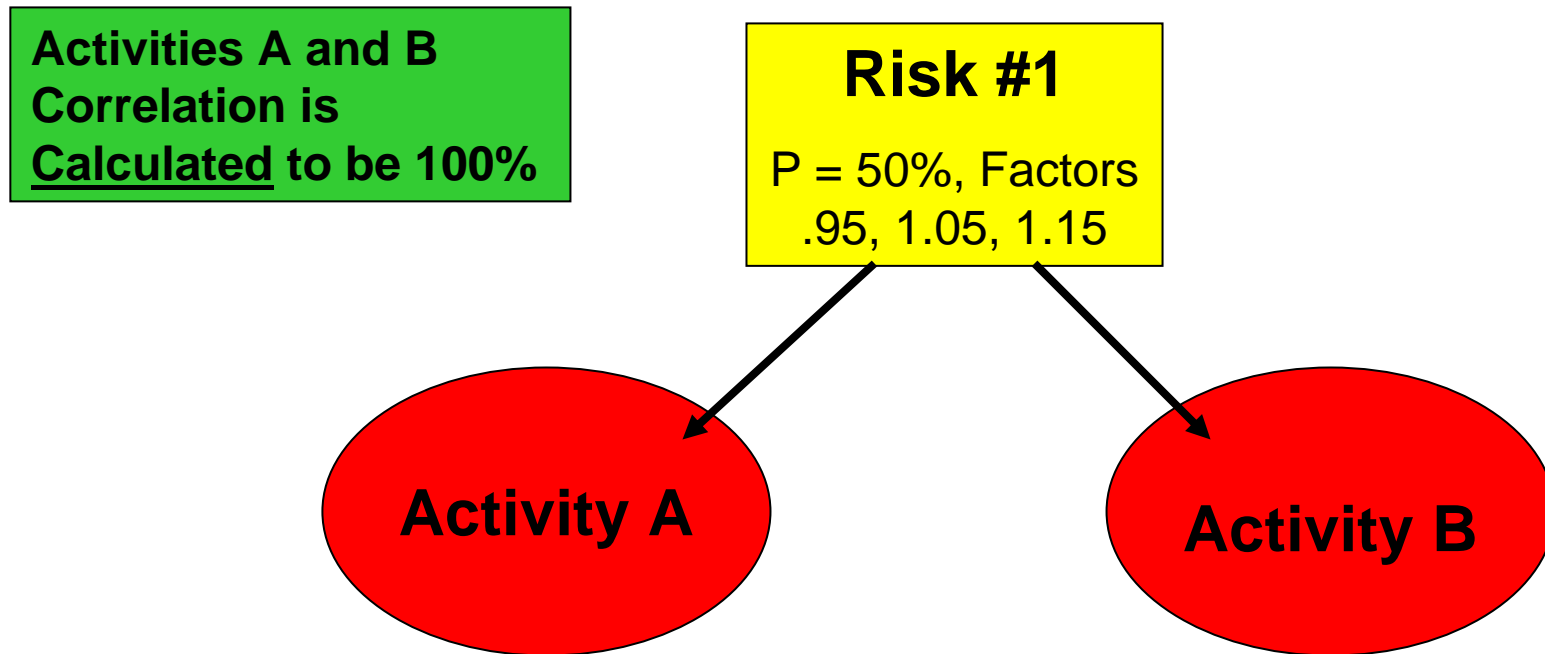 Activities A and B
Correlation is
Calculated to be 100%
Risk #1
P = 50%, Factors
.95, 1.05, 1.15
Activity A
Activity B